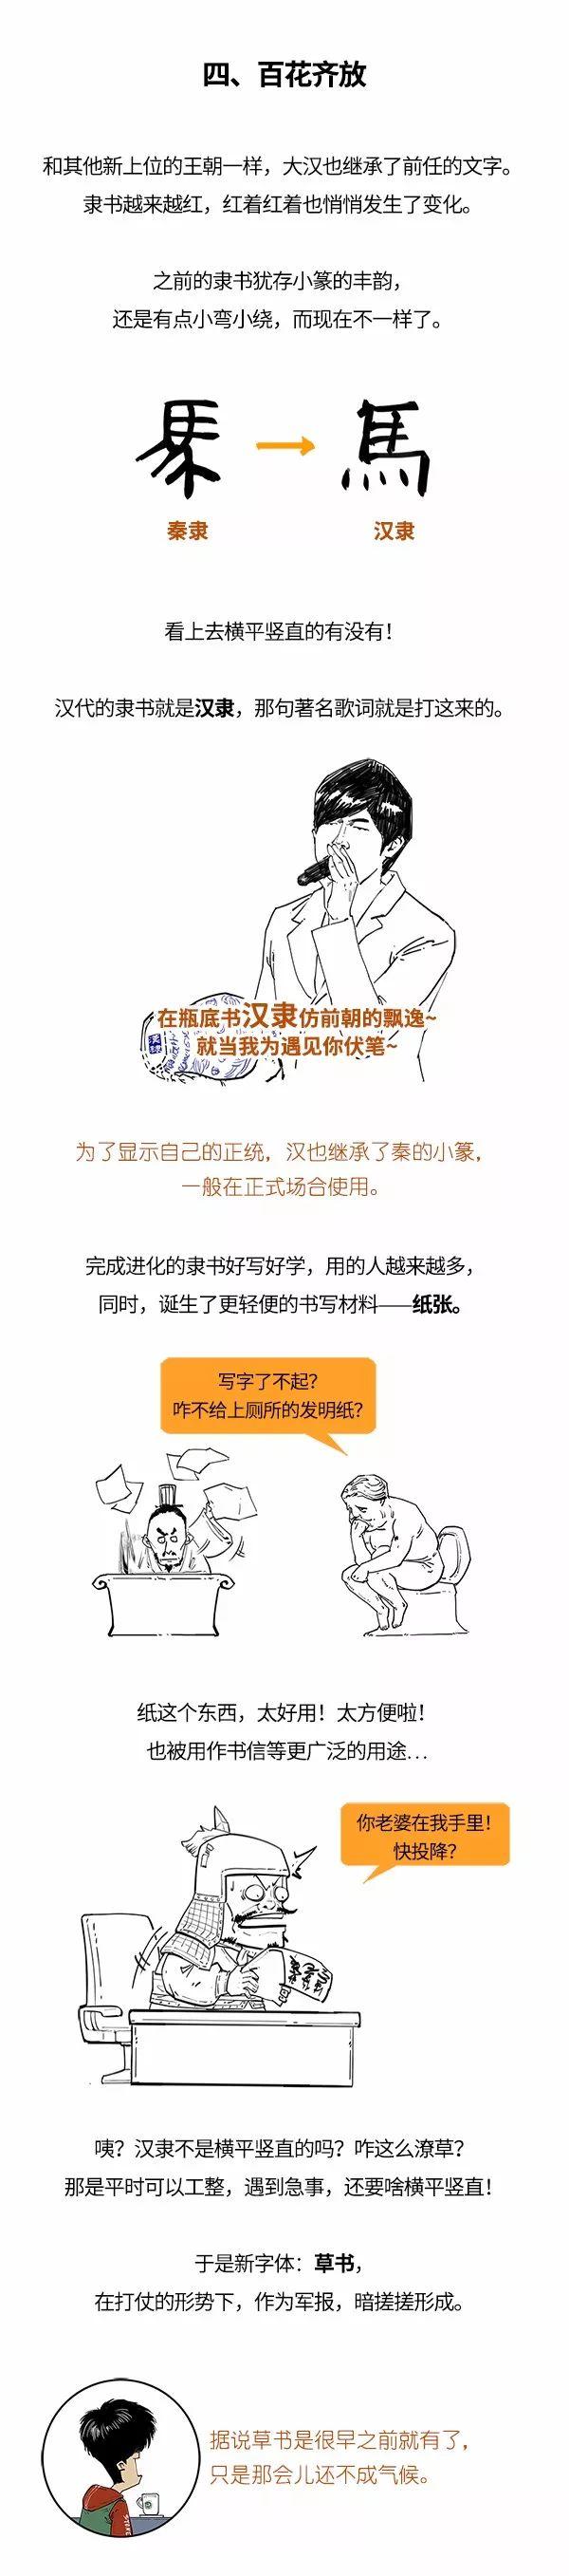 四、百花齐放
和其他新上位的王朝一样，大汉也继承了前任的文字。
隶书越来越红，红着红着也悄悄发生了变化。
之前的隶书犹存小篆的丰韵，
还是有点小弯小绕，而现在不一样了。
馬 → 馬
秦隶 汉隶
看上去横平竖直的有没有！
汉代的隶书就是汉隶，那句著名歌词就是打这来的。
在瓶底书汉隶仿前朝的飘逸~
就当我为遇见你伏笔~
为了显示自己的正统，汉也继承了秦的小篆，
一般在正式场合使用。
完成进化的隶书好写好学，用的人越来越多，
同时，诞生了更轻便的书写材料——纸张。
写字了不起？
咋不给上厕所的发明纸？
纸这个东西，太好用！太方便啦！
也被用作书信等更广泛的用途…
你老婆在我手里！
快投降？
咦？汉隶不是横平竖直的吗？咋这么潦草？
那是平时可以工整，遇到急事，还要啥横平竖直！
于是新字体：草书，
在打仗的形势下，作为军报，暗搓搓形成。
据说草书是很早之前就有了，
只是那会儿还不成气候。